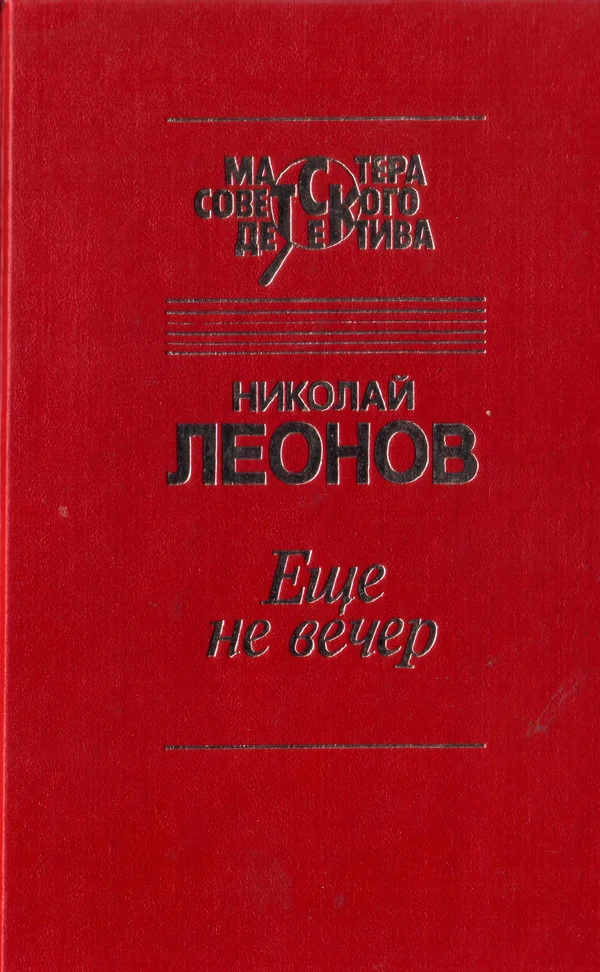 МАСТЕРА
СОВЕТСКОГО
ДЕТЕКТИВА
НИКОЛАЙ
ЛЕОНОВ
Еще
не вечер